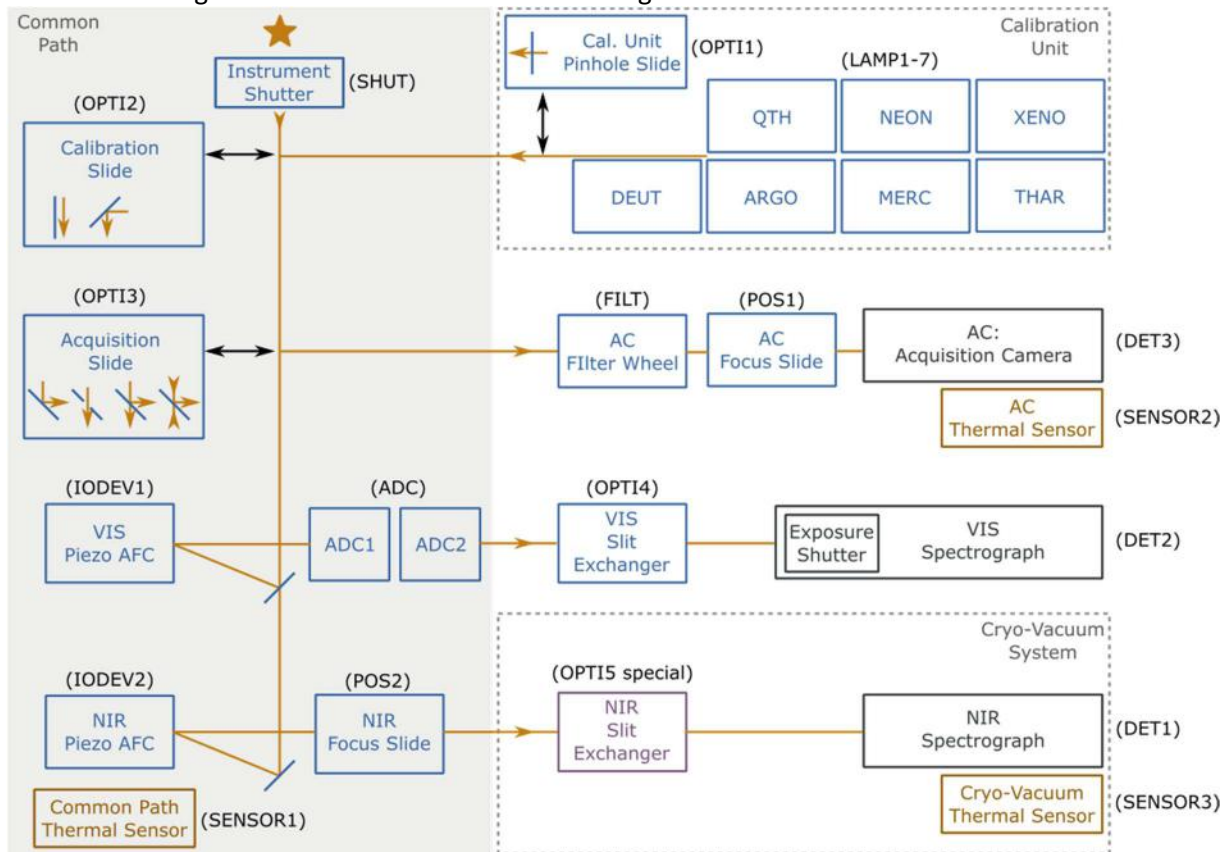 Common
Path
Instrument
Shutter
(SHUT)
(OPTI2)
Calibration
Slide
Cal. Unit
Pinhole Slide
(OPTI1)
Calibration
Unit
(LAMP1-7)
QTH
NEON
XENO
DEUT
ARGO
MERC
THAR
(OPTI3)
Acquisition
Slide
(FILT)
AC
FIlter Wheel
(POS1)
AC
Focus Slide
AC:
Acquisition Camera
(DET3)
AC
Thermal Sensor
(SENSOR2)
(IODEV1)
VIS
Piezo AFC
(ADC)
ADC1
ADC2
(OPTI4)
VIS
Slit
Exchanger
Exposure
Shutter
VIS
Spectrograph
(DET2)
Cryo-Vacuum
System
(IODEV2)
NIR
Piezo AFC
(POS2)
NIR
Focus Slide
(OPTI5 special)
NIR
Slit
Exchanger
NIR
Spectrograph
(DET1)
Common Path
Thermal Sensor
(SENSOR1)
Cryo-Vacuum
Thermal Sensor
(SENSOR3)